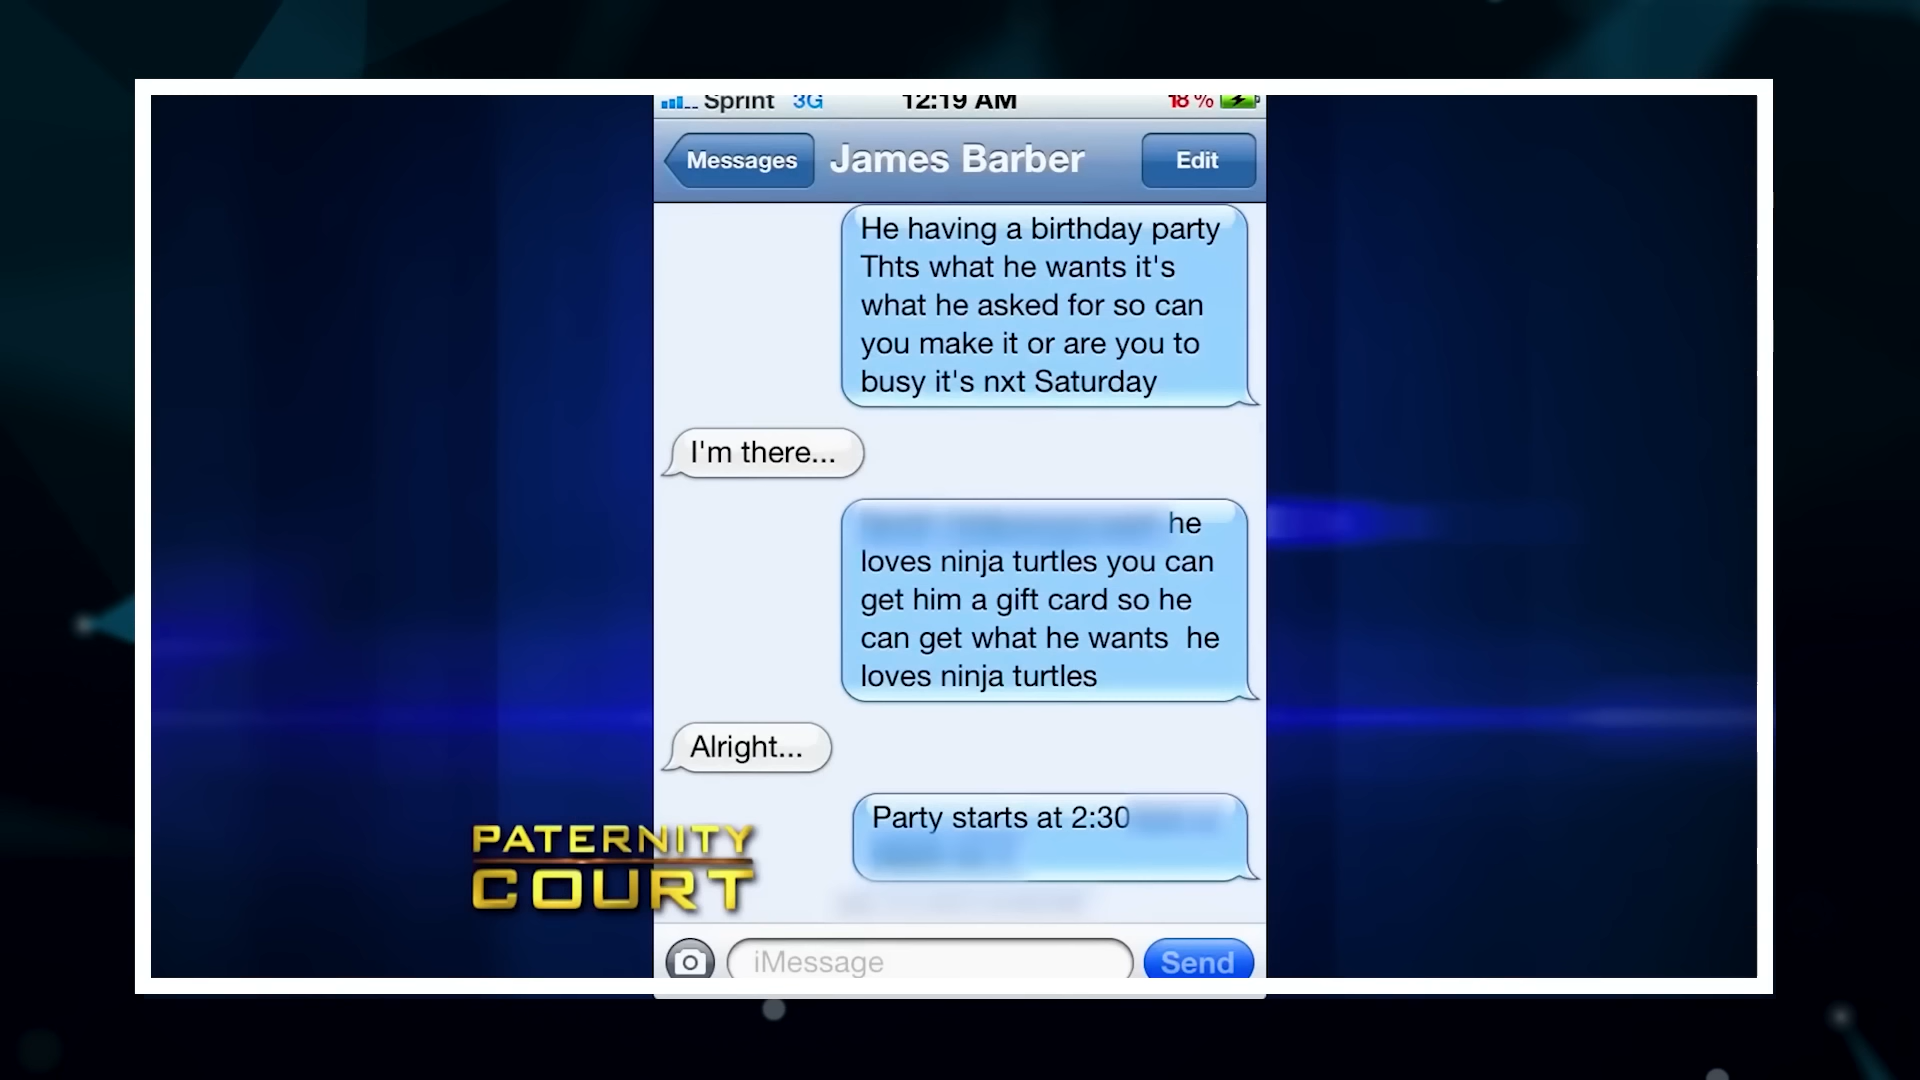 Sprint 3G 12:19 AM 18%
Messages James Barber Edit
He having a birthday party
Thts what he wants it's
what he asked for so can
you make it or are you to
busy it's nxt Saturday
I'm there...
he
loves ninja turtles you can
get him a gift card so he
can get what he wants he
loves ninja turtles
Alright...
Party starts at 2:30
PATERNITY
COURT
iMessage Send